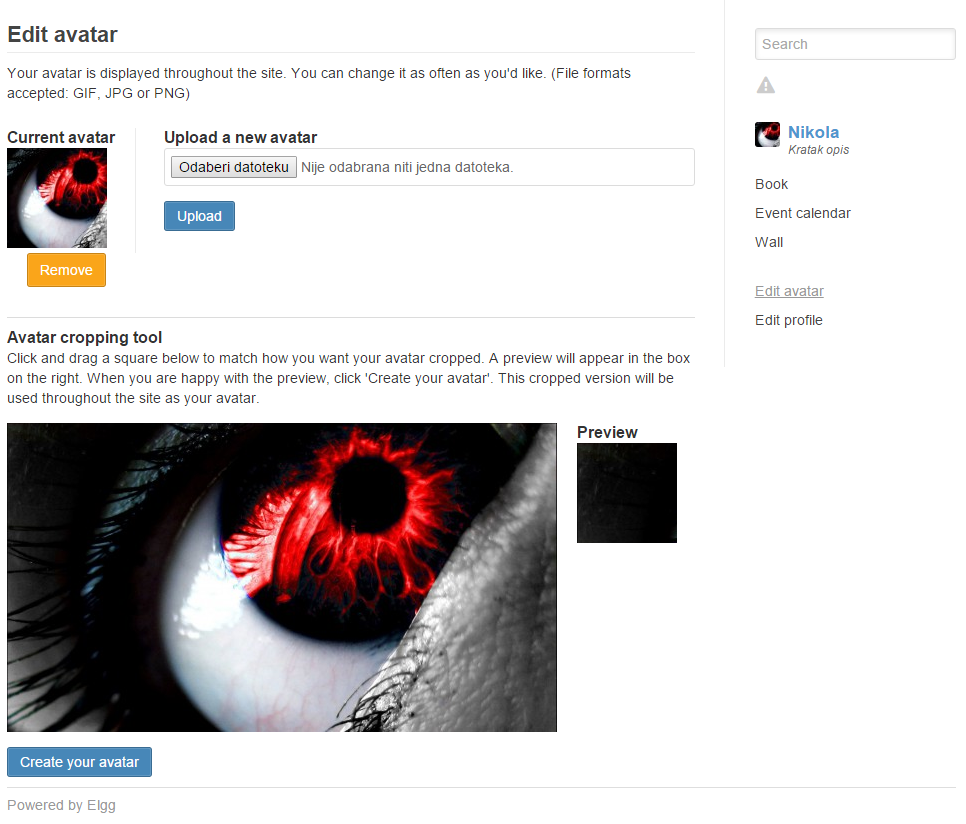 Edit avatar
Your avatar is displayed throughout the site. You can change it as often as you'd like. (File formats
accepted: GIF, JPG or PNG)
Current avatar
Remove
Upload a new avatar
Odaberi datoteku Nije odabrana niti jedna datoteka.
Upload
Avatar cropping tool
Click and drag a square below to match how you want your avatar cropped. A preview will appear in the box
on the right. When you are happy with the preview, click 'Create your avatar'. This cropped version will be
used throughout the site as your avatar.
Preview
Create your avatar
Search
Nikola
Kratak opis
Book
Event calendar
Wall
Edit avatar
Edit profile
Powered by Elgg